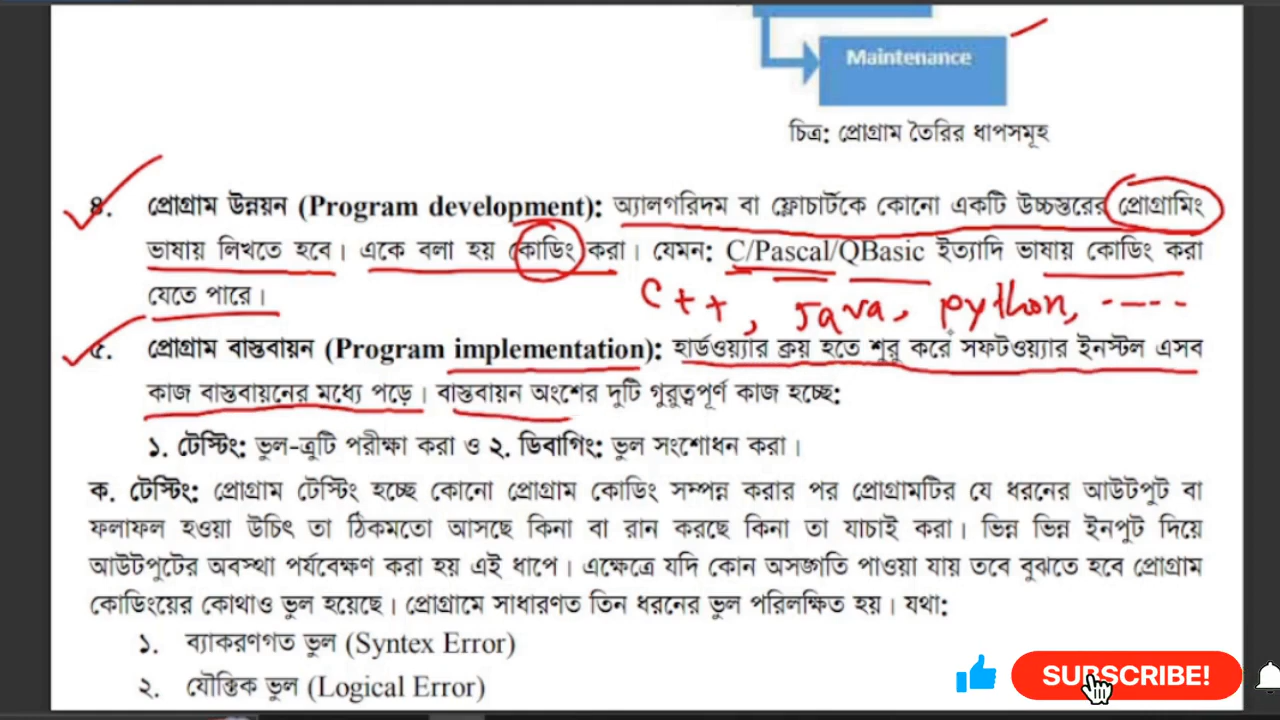 Maintenance
চিত্র: প্রোগ্রাম তৈরির ধাপসমূহ
৪. প্রোগ্রাম উন্নয়ন (Program development): অ্যালগরিদম বা ফ্লোচার্টকে কোনো একটি উচ্চস্তরের প্রোগ্রামিং
ভাষায় লিখতে হবে। একে বলা হয় কোডিং করা। যেমন: C/Pascal/QBasic ইত্যাদি ভাষায় কোডিং করা
যেতে পারে।
C++, Java, python, ----
৫. প্রোগ্রাম বাস্তবায়ন (Program implementation): হার্ডওয়্যার ক্রয় হতে শুরু করে সফটওয়্যার ইনস্টল এসব
কাজ বাস্তবায়নের মধ্যে পড়ে। বাস্তবায়ন অংশের দুটি গুরুত্বপূর্ণ কাজ হচ্ছে:
১. টেস্টিং: ভুল-ত্রুটি পরীক্ষা করা ও ২. ডিবাগিং: ভুল সংশোধন করা।
ক. টেস্টিং: প্রোগ্রাম টেস্টিং হচ্ছে কোনো প্রোগ্রাম কোডিং সম্পন্ন করার পর প্রোগ্রামটির যে ধরনের আউটপুট বা
ফলাফল হওয়া উচিৎ তা ঠিকমতো আসছে কিনা বা রান করছে কিনা তা যাচাই করা। ভিন্ন ভিন্ন ইনপুট দিয়ে
আউটপুটের অবস্থা পর্যবেক্ষণ করা হয় এই ধাপে। এক্ষেত্রে যদি কোন অসঙ্গতি পাওয়া যায় তবে বুঝতে হবে প্রোগ্রাম
কোডিংয়ের কোথাও ভুল হয়েছে। প্রোগ্রামে সাধারণত তিন ধরনের ভুল পরিলক্ষিত হয়। যথা:
১. ব্যাকরণগত ভুল (Syntex Error)
২. যৌক্তিক ভুল (Logical Error)
SUBSCRIBE!